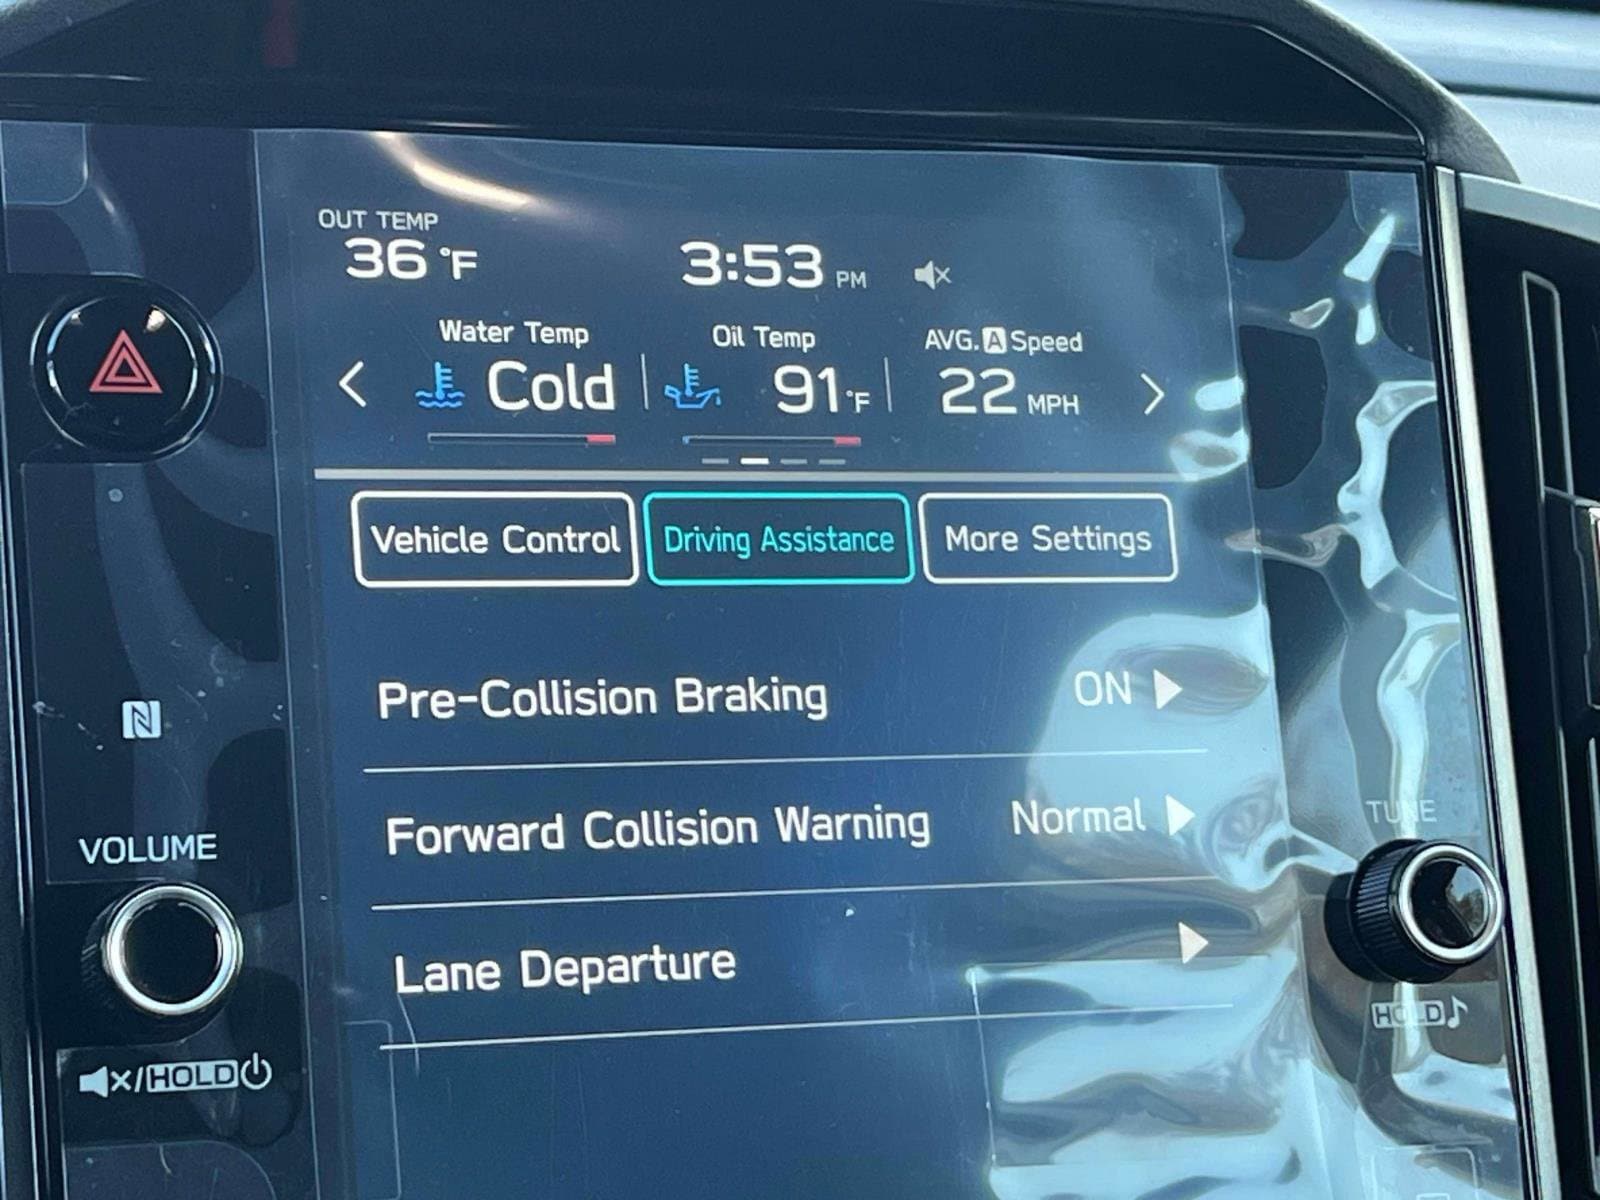 OUT TEMP
36 °F
3:53 PM
Water Temp
Cold
Oil Temp
91 °F
AVG. A Speed
22 MPH
Vehicle Control
Driving Assistance
More Settings
Pre-Collision Braking ON
Forward Collision Warning Normal
Lane Departure
VOLUME
/HOLD
TUNE
HOLD